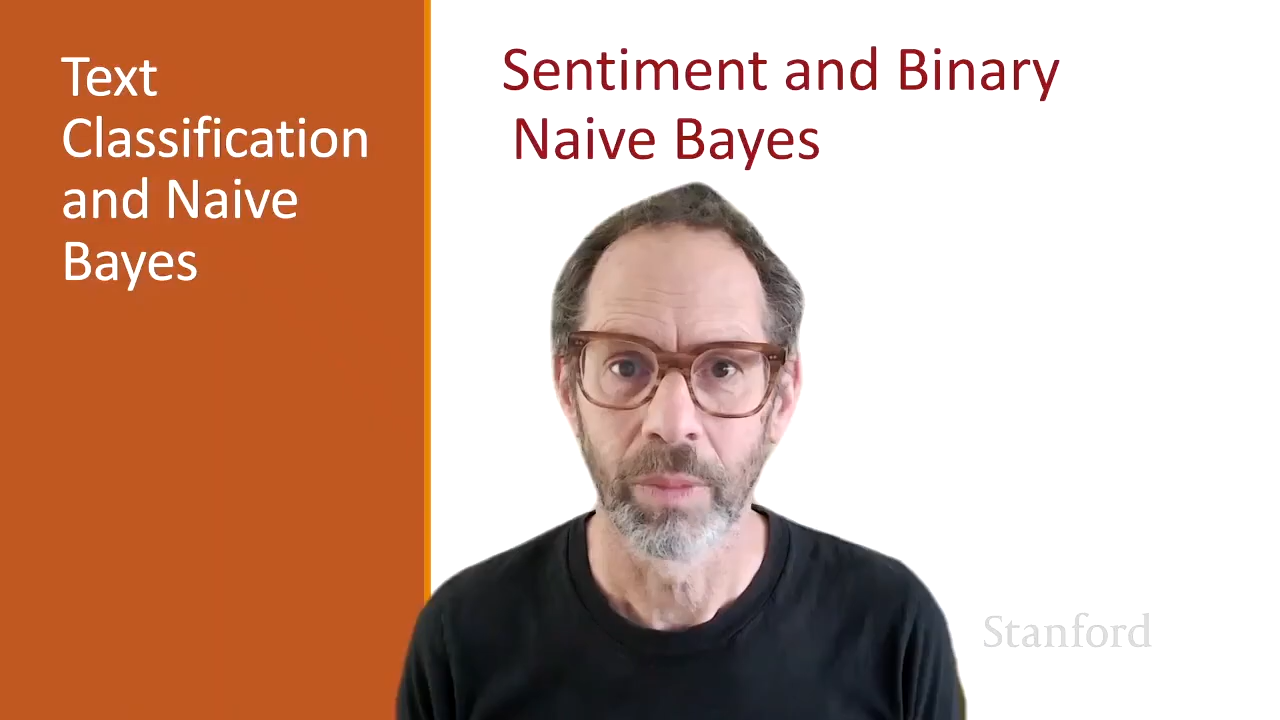 Text
Classification
and Naive
Bayes
Sentiment and Binary
Naive Bayes
Stanford